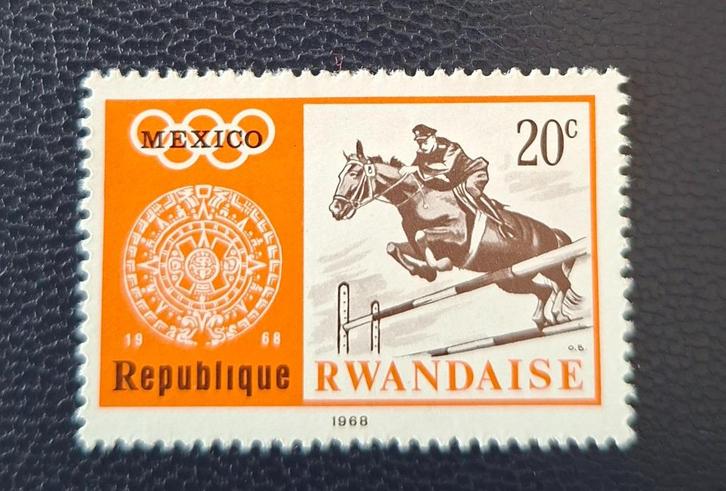 MEXICO
20c
19 68
Republique RWANDAISE
O.B.
1968